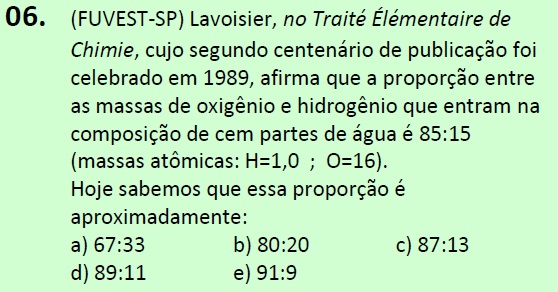 06. (FUVEST-SP) Lavoisier, no Traité Élémentaire de
Chimie, cujo segundo centenário de publicação foi
celebrado em 1989, afirma que a proporção entre
as massas de oxigênio e hidrogênio que entram na
composição de cem partes de água é 85:15
(massas atômicas: H=1,0 ; O=16).
Hoje sabemos que essa proporção é
aproximadamente:
a) 67:33 b) 80:20 c) 87:13
d) 89:11 e) 91:9